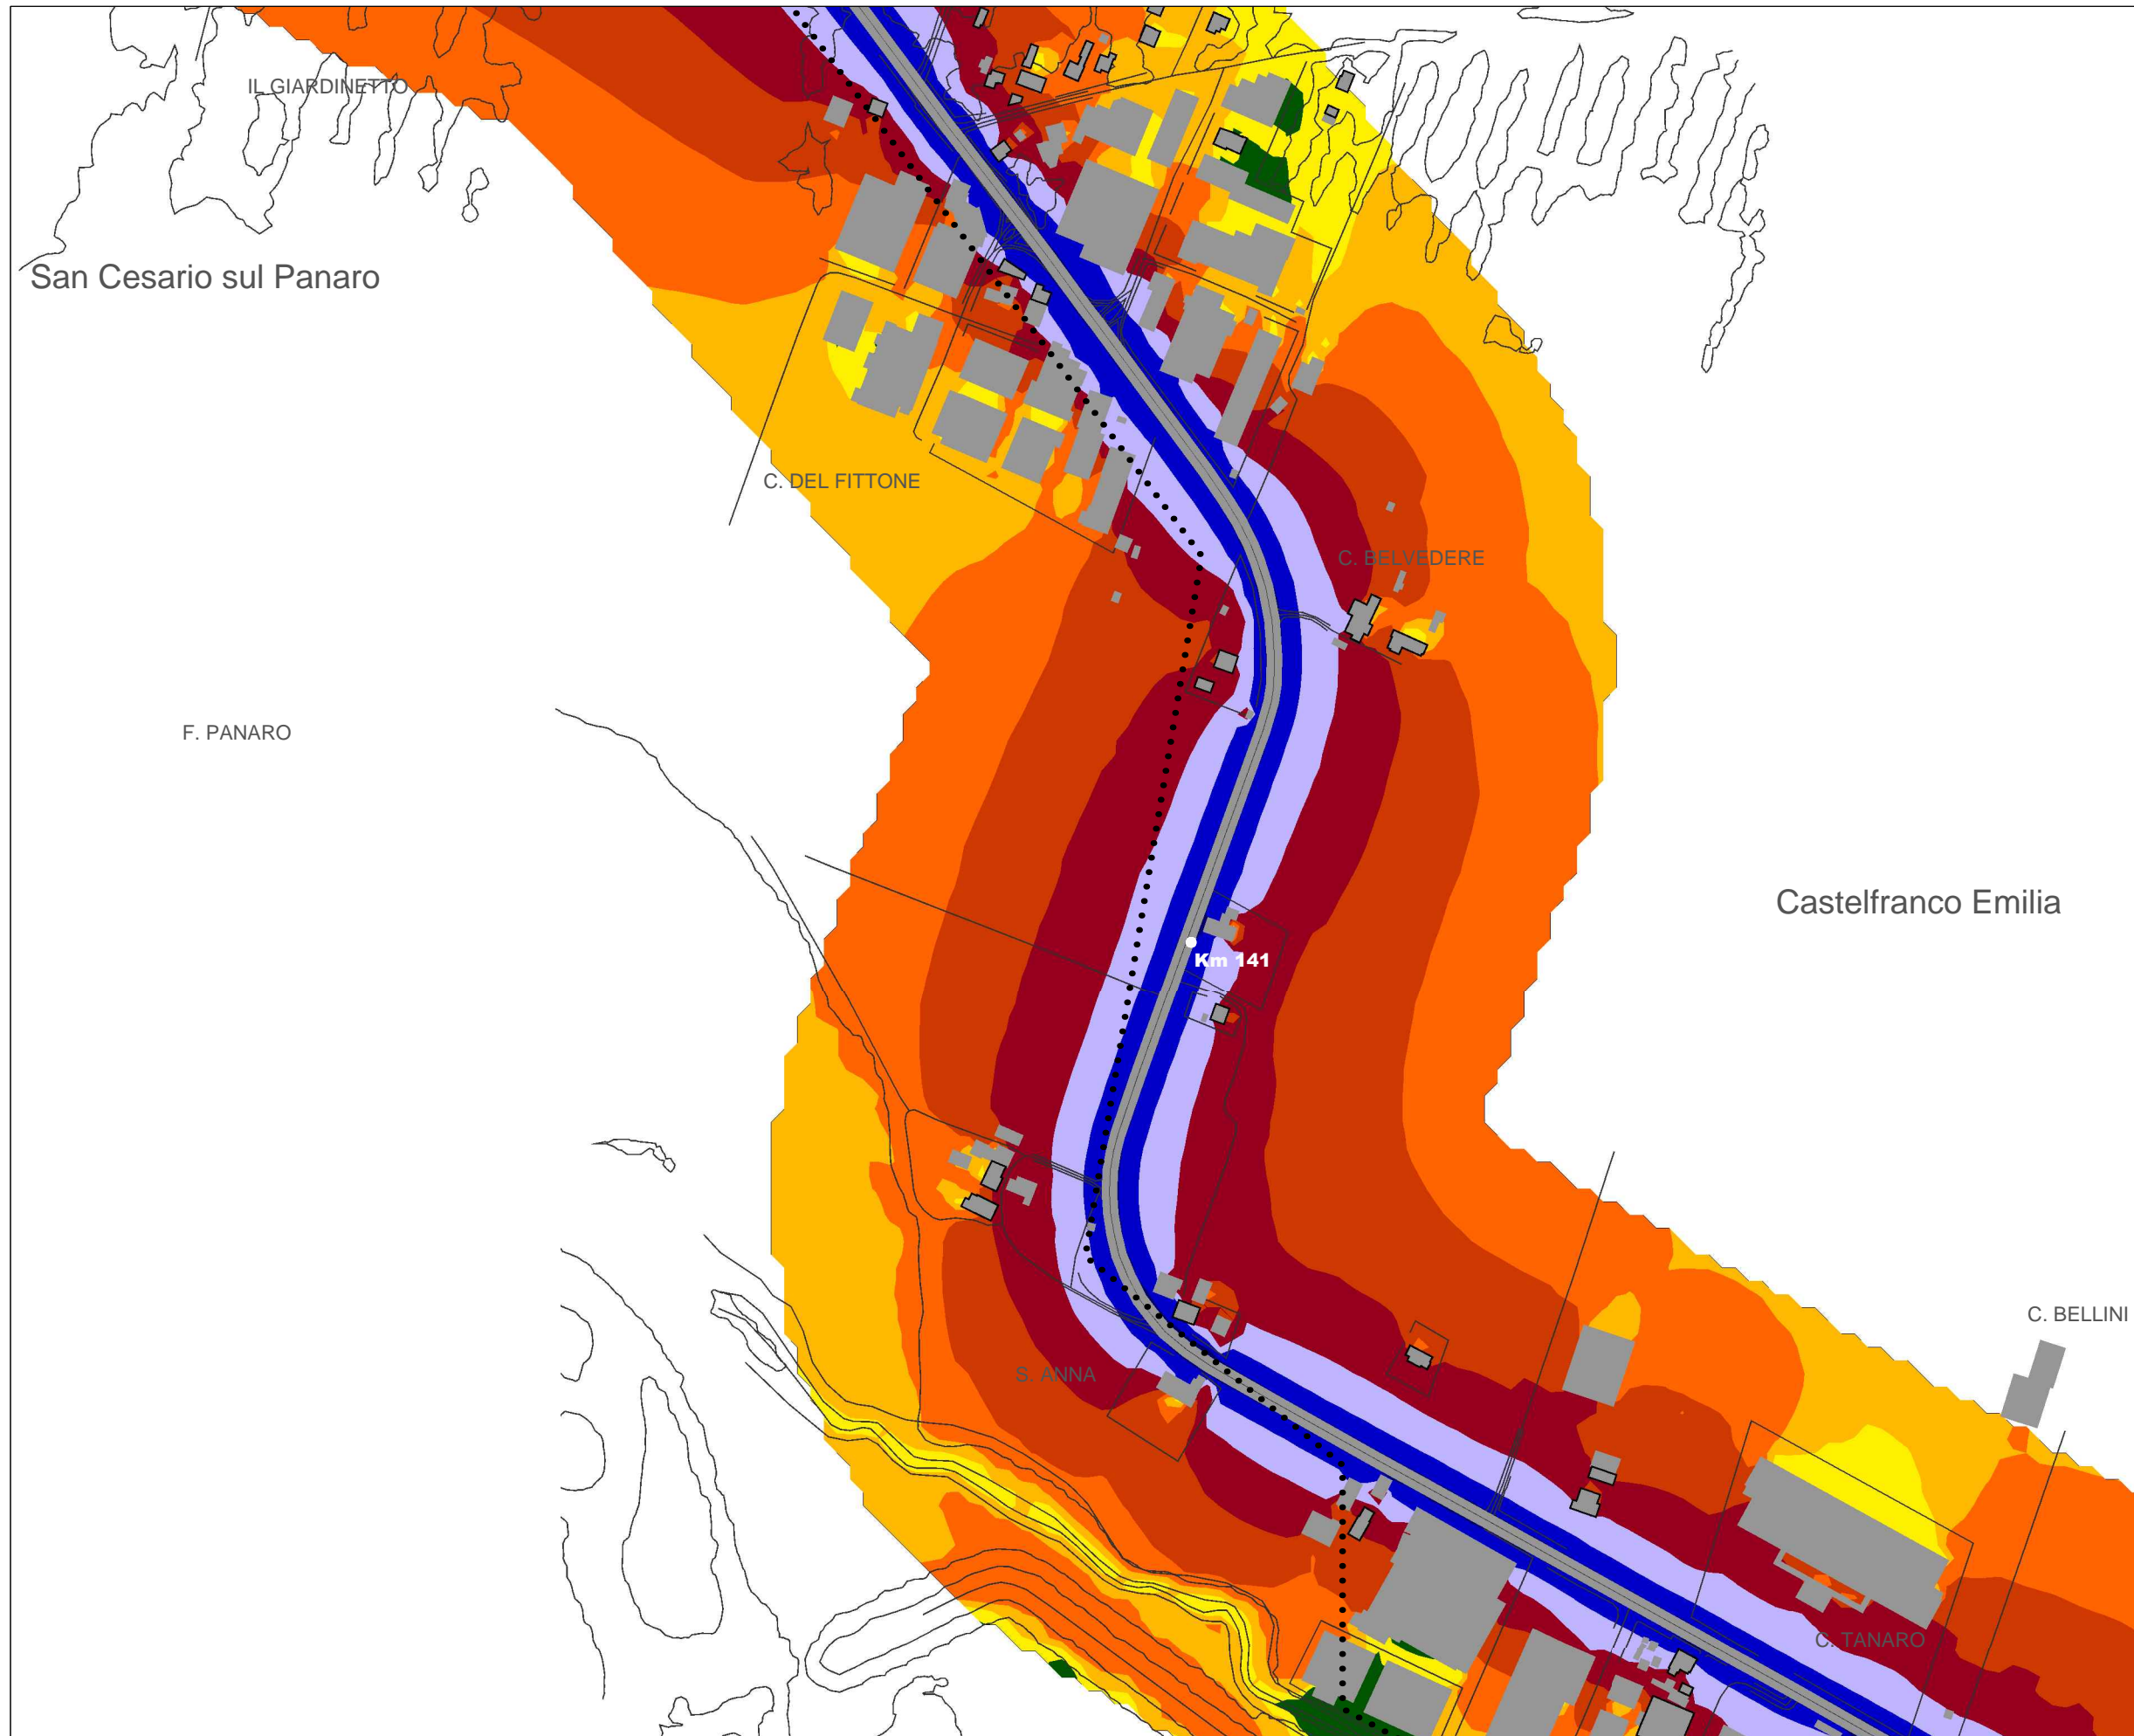 IL GIARDINETTO
San Cesario sul Panaro
C. DEL FITTONE
C. BELVEDERE
F. PANARO
Castelfranco Emilia
Km 141
C. BELLINI
S. ANNA
C. TANARO